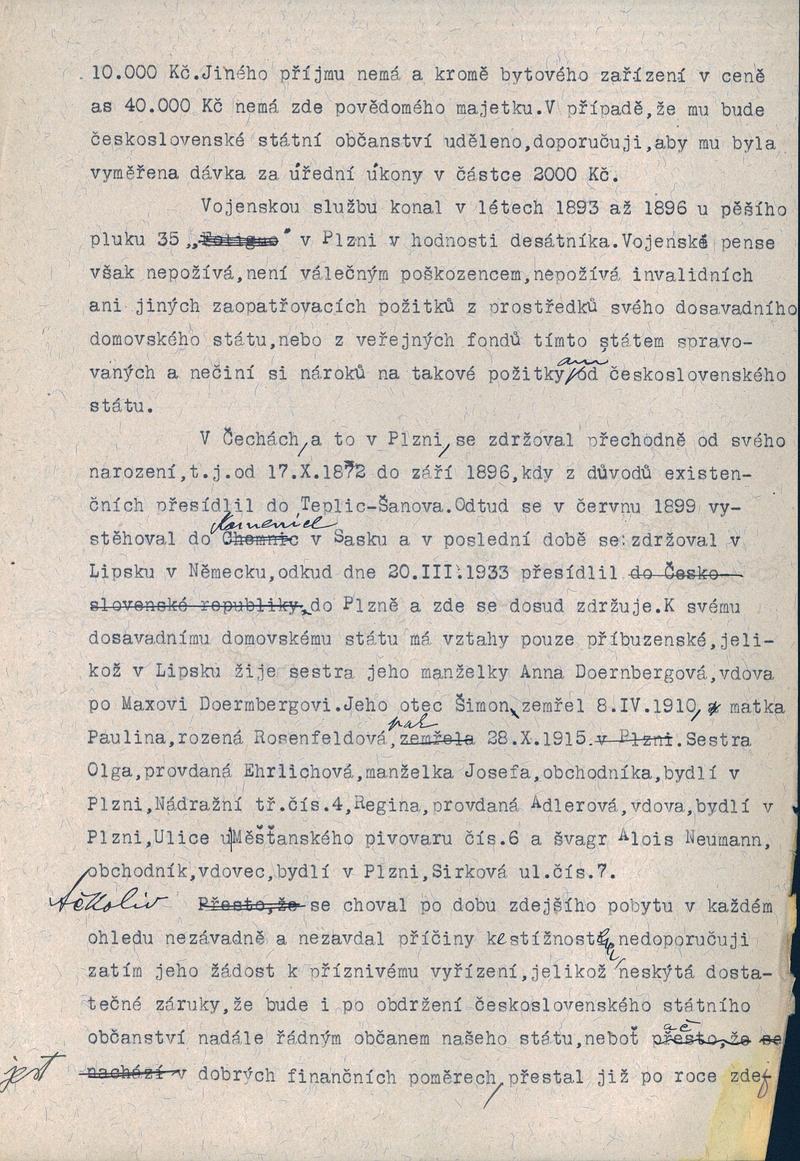 10.000 Kč.Jiného příjmu nemá a kromě bytového zařízení v ceně
as 40.000 Kč nemá zde povědomého majetku.V případě,že mu bude
československé státní občanství uděleno,doporučuji,aby mu byla
vyměřena dávka za úřední úkony v částce 2000 Kč.
Vojenskou službu konal v létech 1893 až 1896 u pěšího
pluku 35 „Foligno" v Plzni v hodnosti desátníka.Vojenské pense
však nepožívá,není válečným poškozencem,nepožívá invalidních
ani jiných zaopatřovacích požitků z prostředků svého dosavadního
domovského státu,nebo z veřejných fondů tímto státem spravo-
vaných a nečiní si nároků na takové požitky ani od československého
státu.
V Čechách,a to v Plzni,se zdržoval přechodně od svého
narození,t.j.od 17.X.1872 do září 1896,kdy z důvodů existen-
čních přesídlil do Teplic-Šanova.Odtud se v červnu 1899 vy-
stěhoval do Chemnic Kamenice v Sasku a v poslední době se zdržoval v
Lipsku v Německu,odkud dne 20.III.1933 přesídlil do Česko-
slovenské republiky,do Plzně a zde se dosud zdržuje.K svému
dosavadnímu domovskému státu má vztahy pouze příbuzenské,jeli-
kož v Lipsku žije sestra jeho manželky Anna Doernbergová,vdova
po Maxovi Doermbergovi.Jeho otec Šimon zemřel 8.IV.1910, matka
Paulina,rozená Rosenfeldová,zemřela pak 28.X.1915 v Plzni.Sestra
Olga,provdaná Ehrlichová,manželka Josefa,obchodníka,bydlí v
Plzni,Nádražní tř.čís.4,Regina,provdaná Adlerová,vdova,bydlí v
Plzni,Ulice u Měšťanského pivovaru čís.6 a švagr Alois Neumann,
obchodník,vdovec,bydlí v Plzni,Sirková ul.čís.7.
Ačkoliv Přesto,že se choval po dobu zdejšího pobytu v každém
ohledu nezávadně a nezavdal příčiny ke stížnostem, nedoporučuji
zatím jeho žádost k příznivému vyřízení,jelikož neskýtá dosta-
tečné záruky,že bude i po obdržení československého státního
občanství nadále řádným občanem našeho státu,neboť přesto,že ač se
jest nachází v dobrých finančních poměrech,přestal již po roce zdej